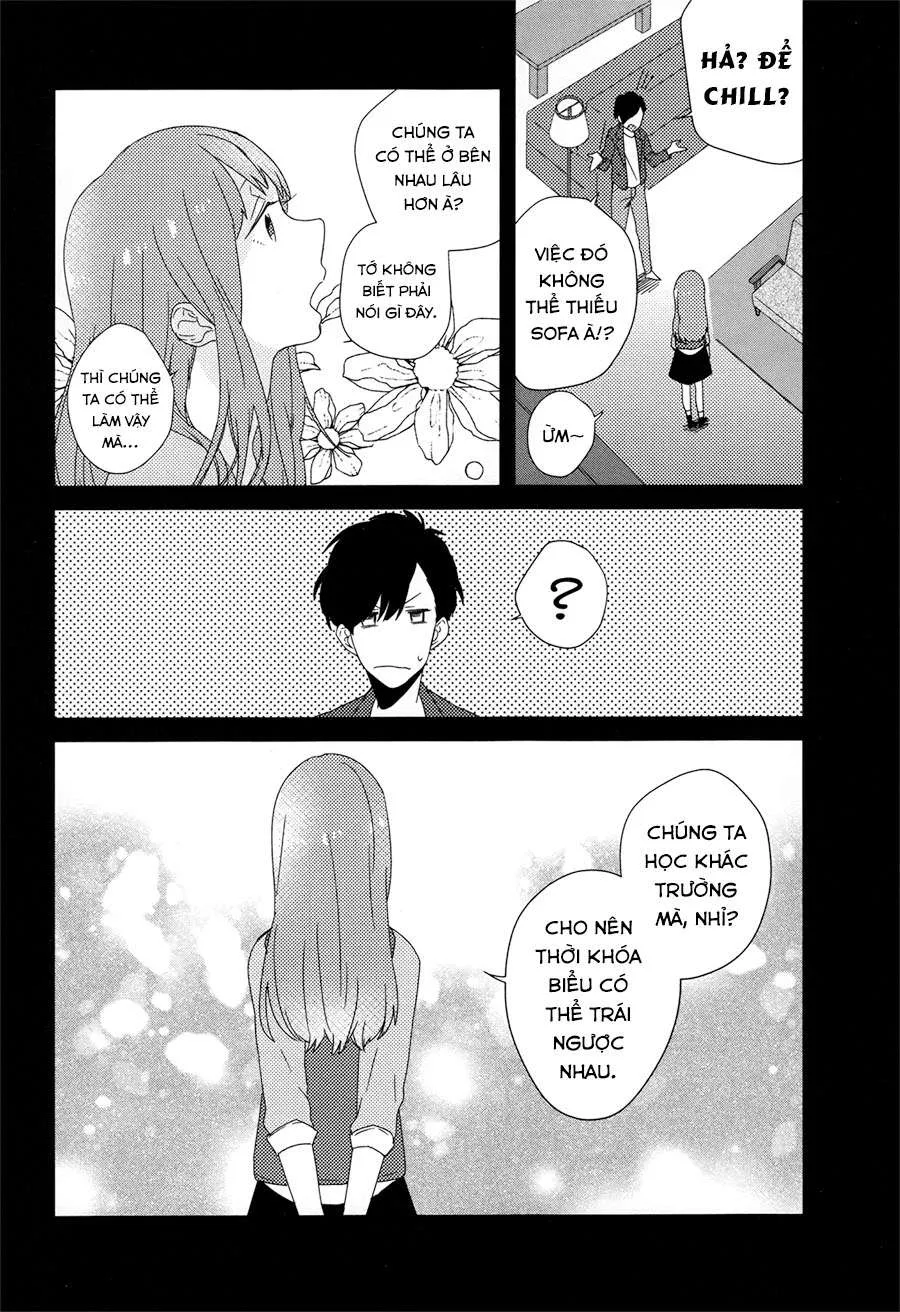 HẢ? ĐỂ
CHILL?
VIỆC ĐÓ
KHÔNG
THỂ THIẾU
SOFA À!?
ỪM~
CHÚNG TA
CÓ THỂ Ở BÊN
NHAU LÂU
HƠN À?
TỚ KHÔNG
BIẾT PHẢI
NÓI GÌ ĐÂY.
THÌ CHÚNG
TA CÓ THỂ
LÀM VẬY
MÀ...
?
CHÚNG TA
HỌC KHÁC
TRƯỜNG
MÀ, NHỈ?
CHO NÊN
THỜI KHÓA
BIỂU CÓ
THỂ TRÁI
NGƯỢC
NHAU.